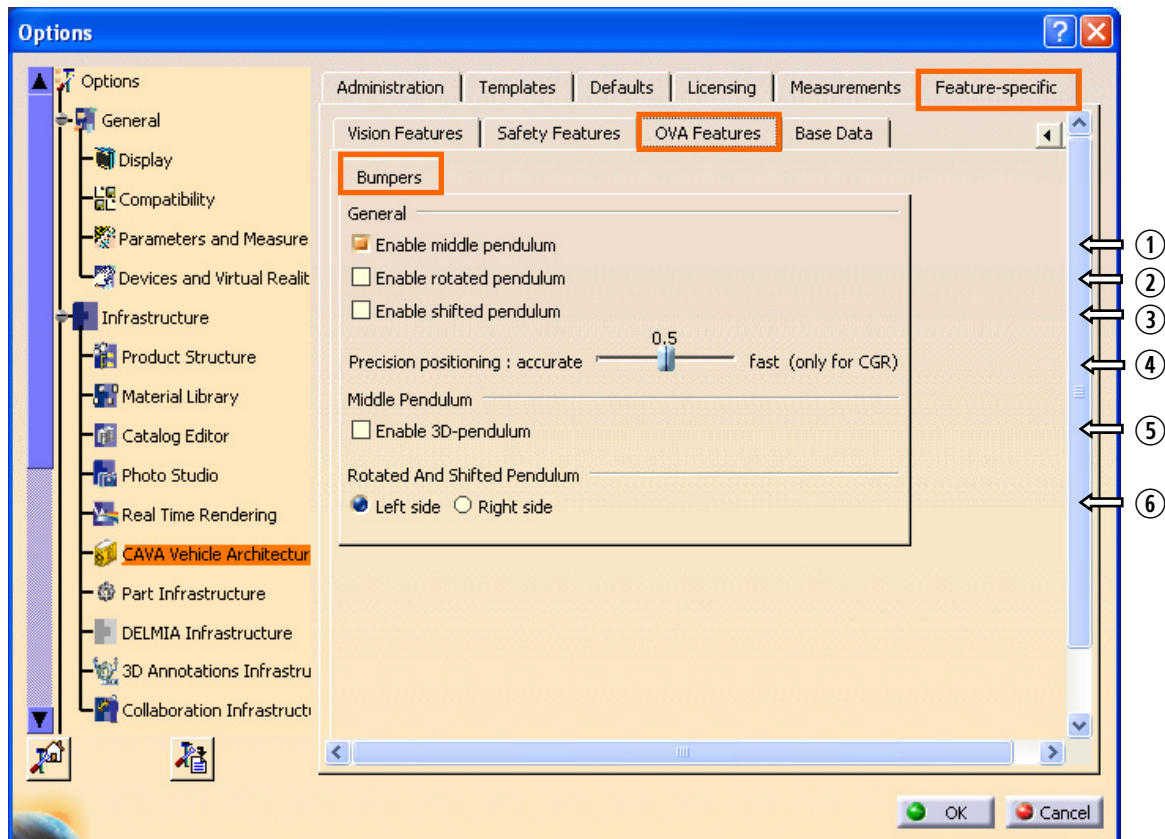 Options
Options
General
Display
Compatibility
Parameters and Measure
Devices and Virtual Realit
Infrastructure
Product Structure
Material Library
Catalog Editor
Photo Studio
Real Time Rendering
CAVA Vehicle Architectur
Part Infrastructure
DELMIA Infrastructure
3D Annotations Infrastru
Collaboration Infrastructu
Administration Templates Defaults Licensing Measurements Feature-specific
Vision Features Safety Features OVA Features Base Data
Bumpers
General
Enable middle pendulum ①
Enable rotated pendulum ②
Enable shifted pendulum ③
0.5
Precision positioning : accurate fast (only for CGR) ④
Middle Pendulum
Enable 3D-pendulum ⑤
Rotated And Shifted Pendulum
Left side Right side ⑥
OK Cancel